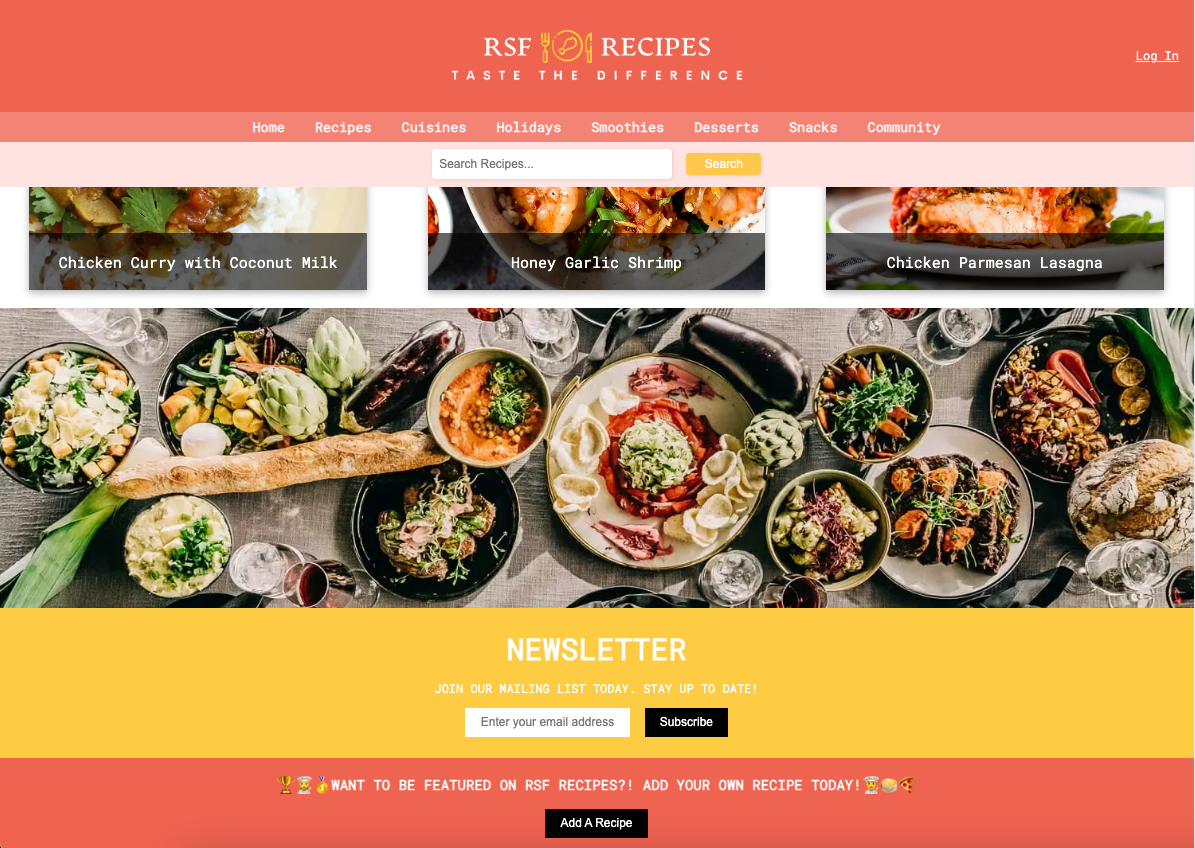 RSF RECIPES
TASTE THE DIFFERENCE
Log In
Home Recipes Cuisines Holidays Smoothies Desserts Snacks Community
Search Recipes... Search
Chicken Curry with Coconut Milk
Honey Garlic Shrimp
Chicken Parmesan Lasagna
NEWSLETTER
JOIN OUR MAILING LIST TODAY. STAY UP TO DATE!
Enter your email address Subscribe
🏆👨‍🍳🥇WANT TO BE FEATURED ON RSF RECIPES?! ADD YOUR OWN RECIPE TODAY!👨‍🍳🥧🍕
Add A Recipe